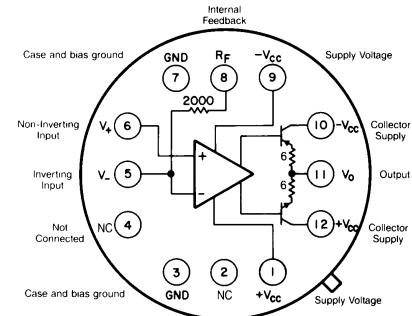 Internal
Feedback
Case and bias ground
GND
RF
−VCC
Supply Voltage
7
8
9
2000
Non-Inverting
Input
V+
6
10
−VCC
Collector
Supply
+
6
Inverting
Input
V−
5
11
VO
Output
−
6
Not
Connected
NC
4
12
+VCC
Collector
Supply
3
2
1
Case and bias ground
GND
NC
+VCC
Supply Voltage